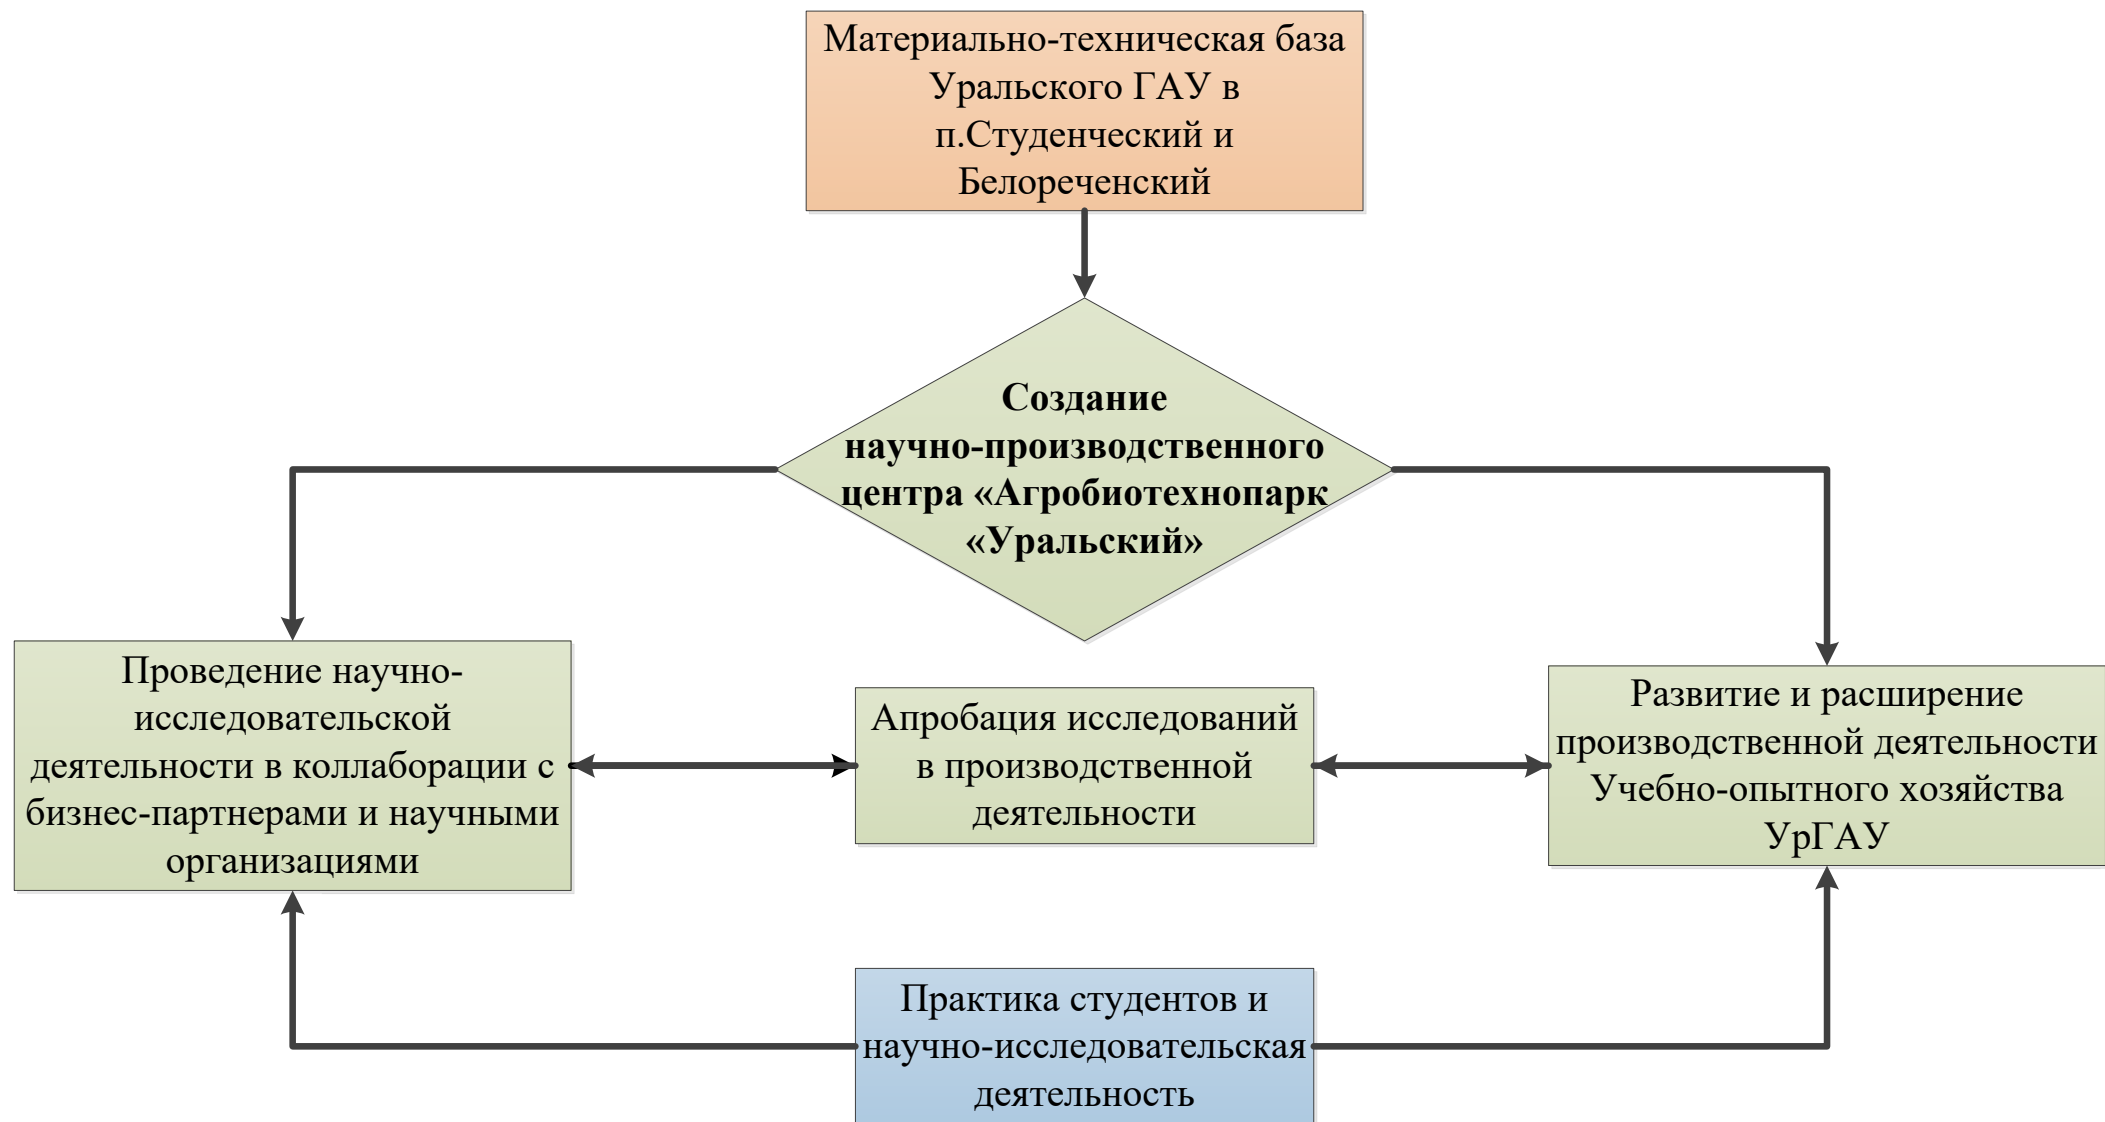 Материально-техническая база
Уральского ГАУ в
п.Студенческий и
Белореченский
Создание
научно-производственного
центра «Агробиотехнопарк
«Уральский»
Проведение научно-
исследовательской
деятельности в коллаборации с
бизнес-партнерами и научными
организациями
Апробация исследований
в производственной
деятельности
Развитие и расширение
производственной деятельности
Учебно-опытного хозяйства
УрГАУ
Практика студентов и
научно-исследовательская
деятельность